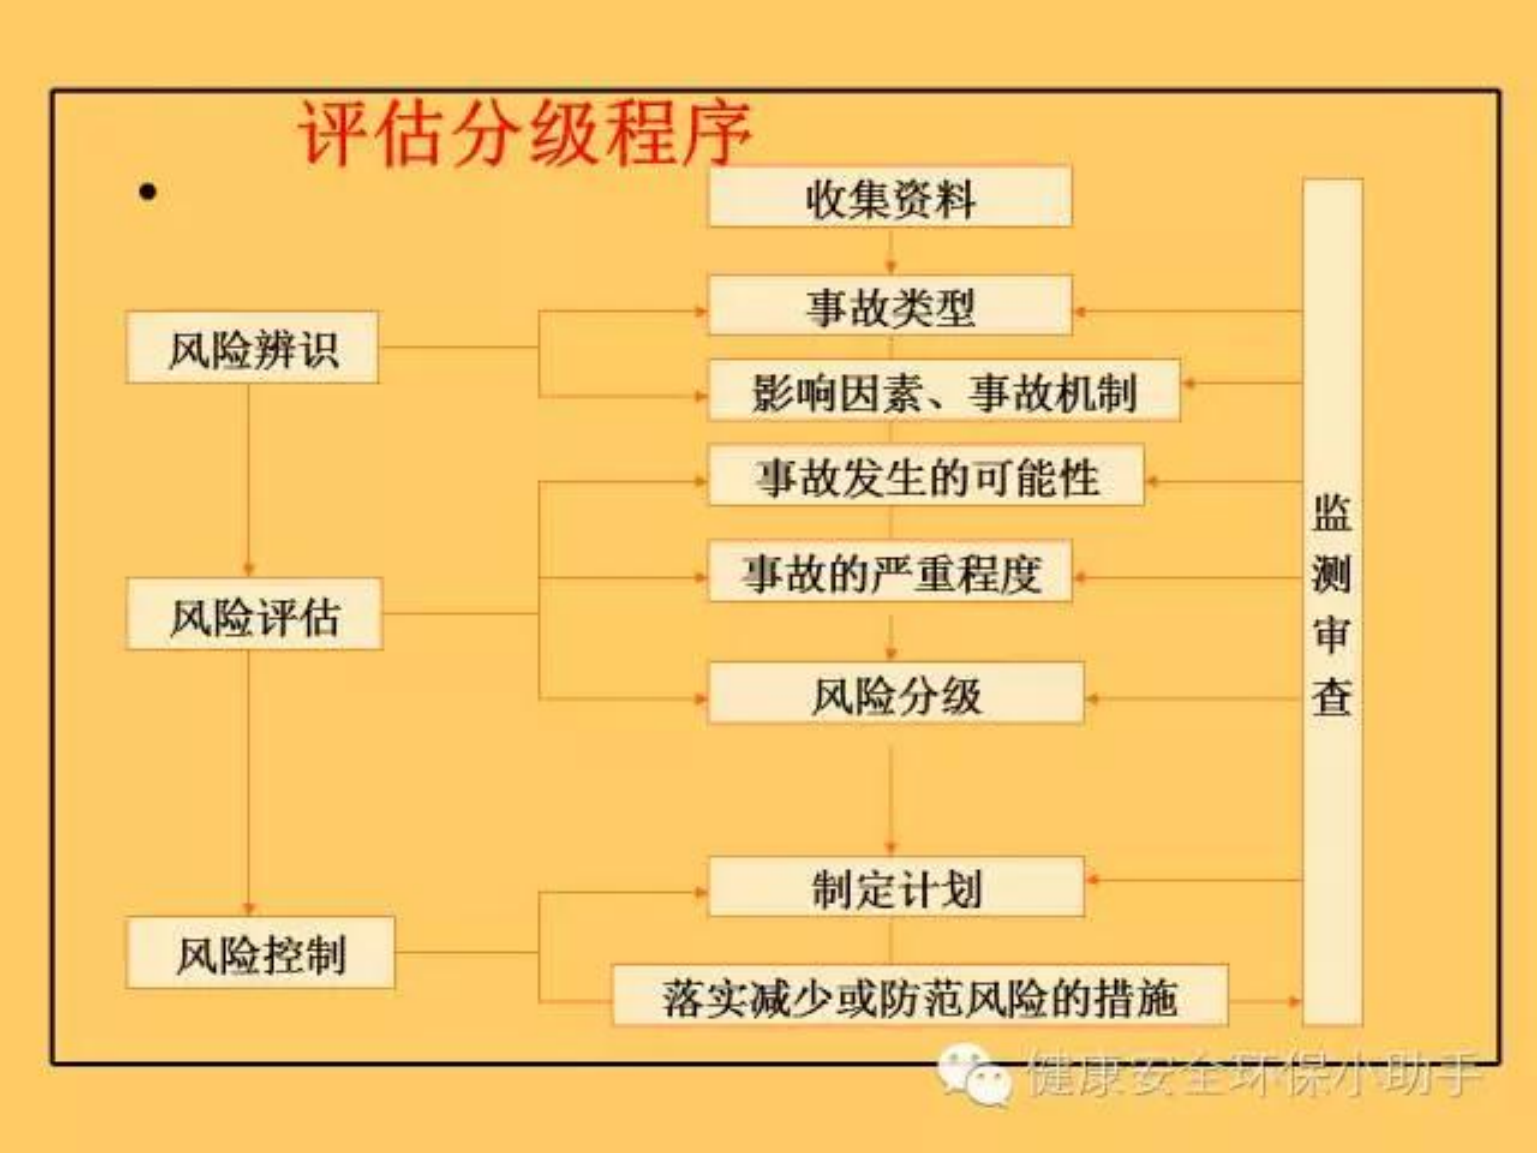 评估分级程序
收集资料
事故类型
风险辨识
影响因素、事故机制
事故发生的可能性
事故的严重程度
风险评估
风险分级
制定计划
风险控制
落实减少或防范风险的措施
监
测
审
查
健康安全环保小助手